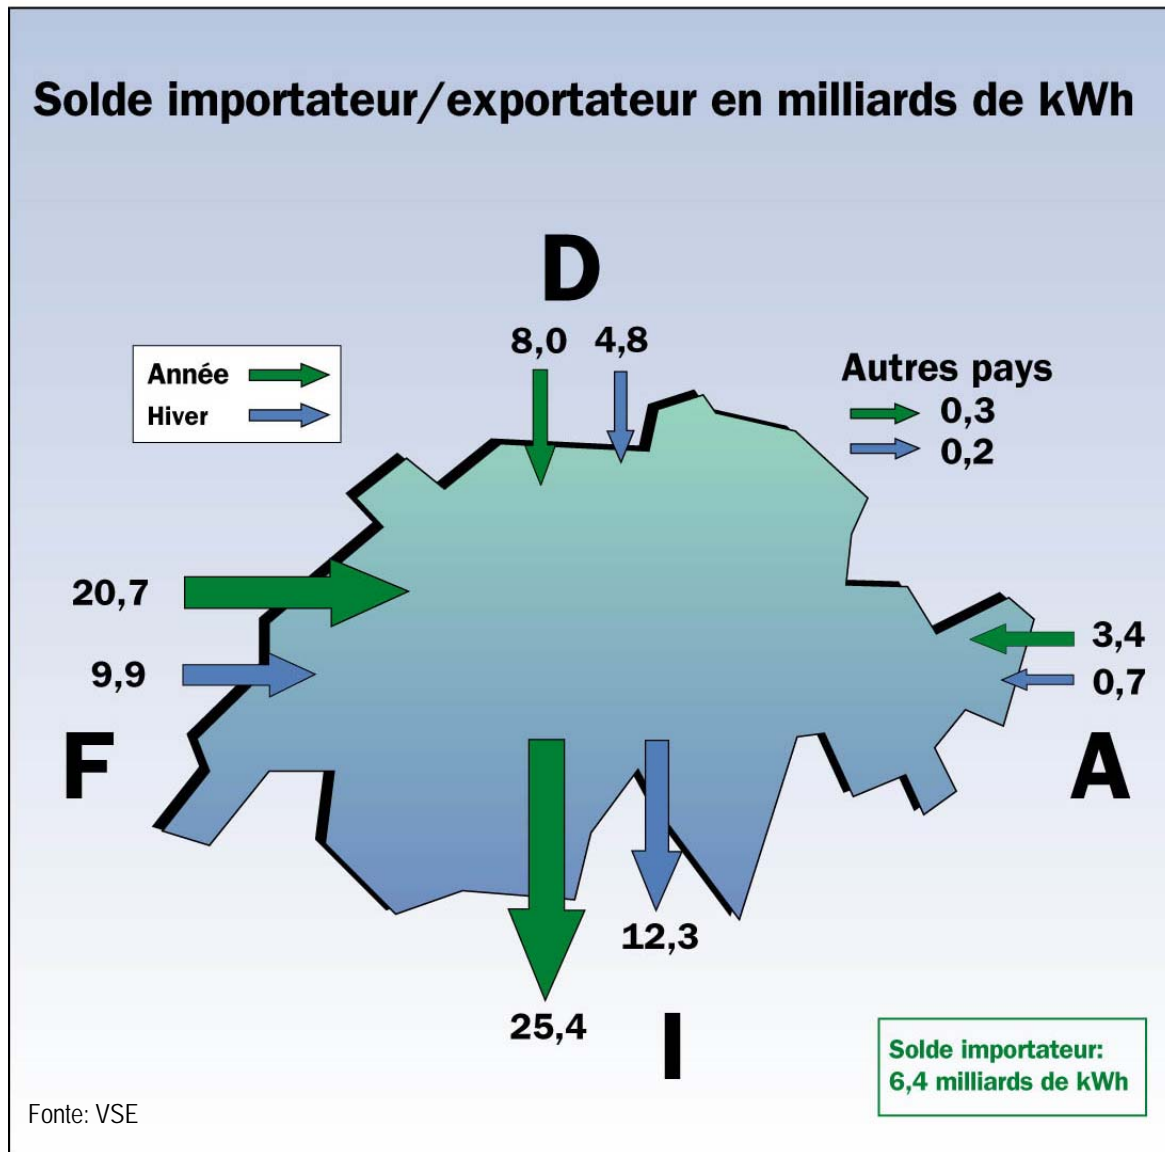 Solde importateur/exportateur en milliards de kWh
D
8,0 4,8
Année
Hiver
Autres pays
0,3
0,2
20,7
9,9
F
3,4
0,7
A
12,3
25,4
I
Solde importateur:
6,4 milliards de kWh
Fonte: VSE